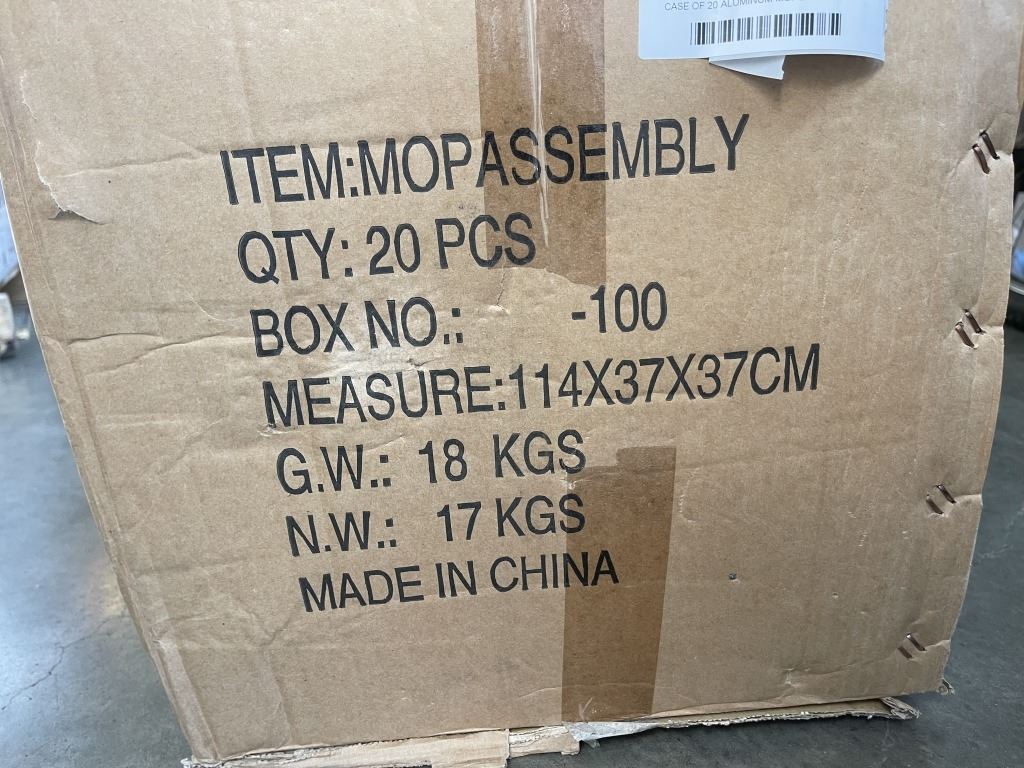 CASE OF 20 ALUMINUM
ITEM:MOPASSEMBLY
QTY: 20 PCS
BOX NO.: -100
MEASURE:114X37X37CM
G.W.: 18 KGS
N.W.: 17 KGS
MADE IN CHINA